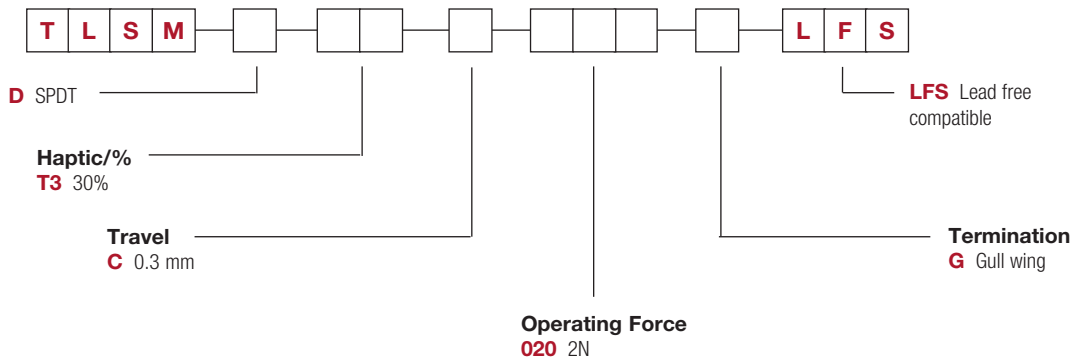 T L S M L F S
D SPDT
LFS Lead free
compatible
Haptic/%
T3 30%
Travel
C 0.3 mm
Termination
G Gull wing
Operating Force
020 2N